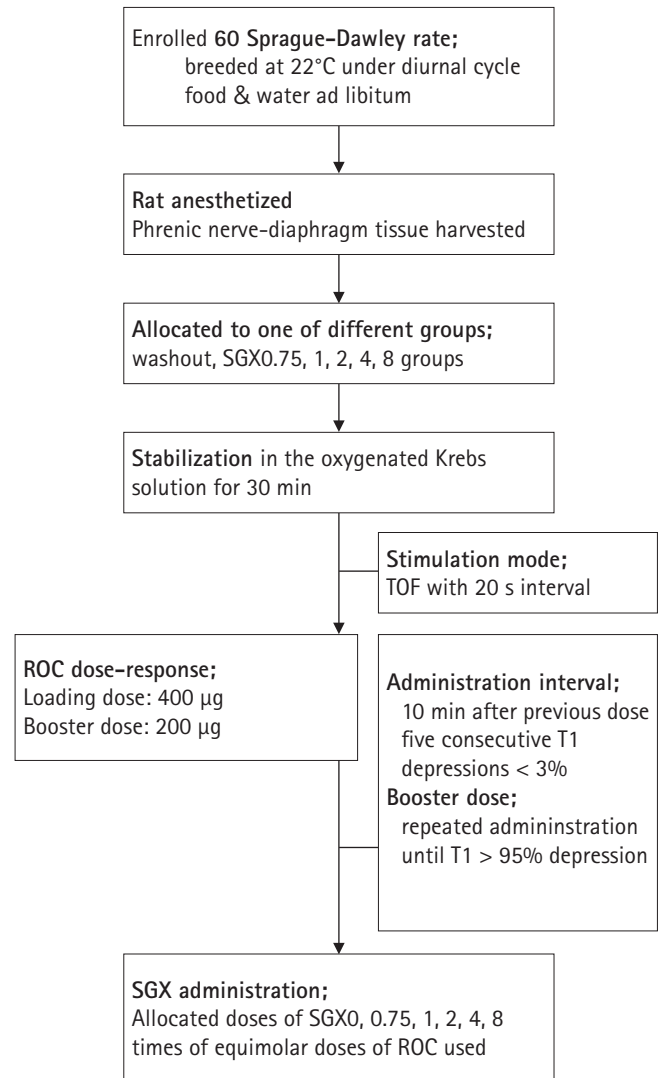 Enrolled 60 Sprague-Dawley rate;
breeded at 22°C under diurnal cycle
food & water ad libitum
Rat anesthetized
Phrenic nerve-diaphragm tissue harvested
Allocated to one of different groups;
washout, SGX0.75, 1, 2, 4, 8 groups
Stabilization in the oxygenated Krebs
solution for 30 min
Stimulation mode;
TOF with 20 s interval
ROC dose-response;
Loading dose: 400 µg
Booster dose: 200 µg
Administration interval;
10 min after previous dose
five consecutive T1
depressions < 3%
Booster dose;
repeated admininstration
until T1 > 95% depression
SGX administration;
Allocated doses of SGX0, 0.75, 1, 2, 4, 8
times of equimolar doses of ROC used